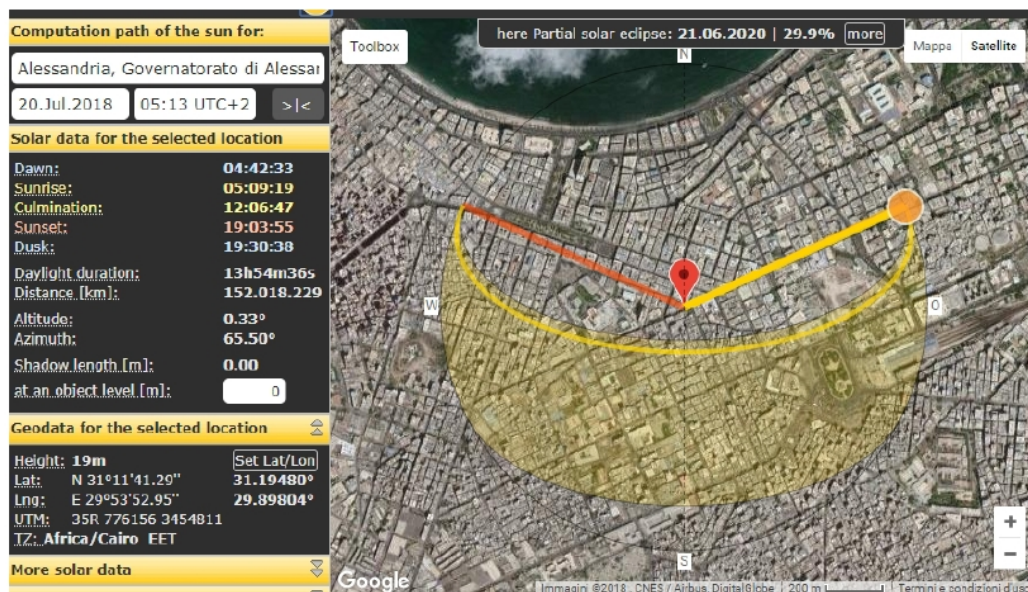 Computation path of the sun for:
Alessandria, Governatorato di Alessar
20.Jul.2018 05:13 UTC+2 >|<
Solar data for the selected location
Dawn: 04:42:33
Sunrise: 05:09:19
Culmination: 12:06:47
Sunset: 19:03:55
Dusk: 19:30:38
Daylight duration: 13h54m36s
Distance [km]: 152.018.229
Altitude: 0.33°
Azimuth: 65.50°
Shadow length [m]: 0.00
at an object level [m]: 0
Geodata for the selected location
Height: 19m Set Lat/Lon
Lat: N 31°11'41.29" 31.19480°
Lng: E 29°53'52.95" 29.89804°
UTM: 35R 776156 3454811
TZ: Africa/Cairo EET
More solar data
Toolbox
here Partial solar eclipse: 21.06.2020 | 29.9% more
Mappa Satellite
N
W
O
S
+
−
Google
Immagini ©2018 , CNES / Airbus, DigitalGlobe 200 m Termini e condizioni d'uso